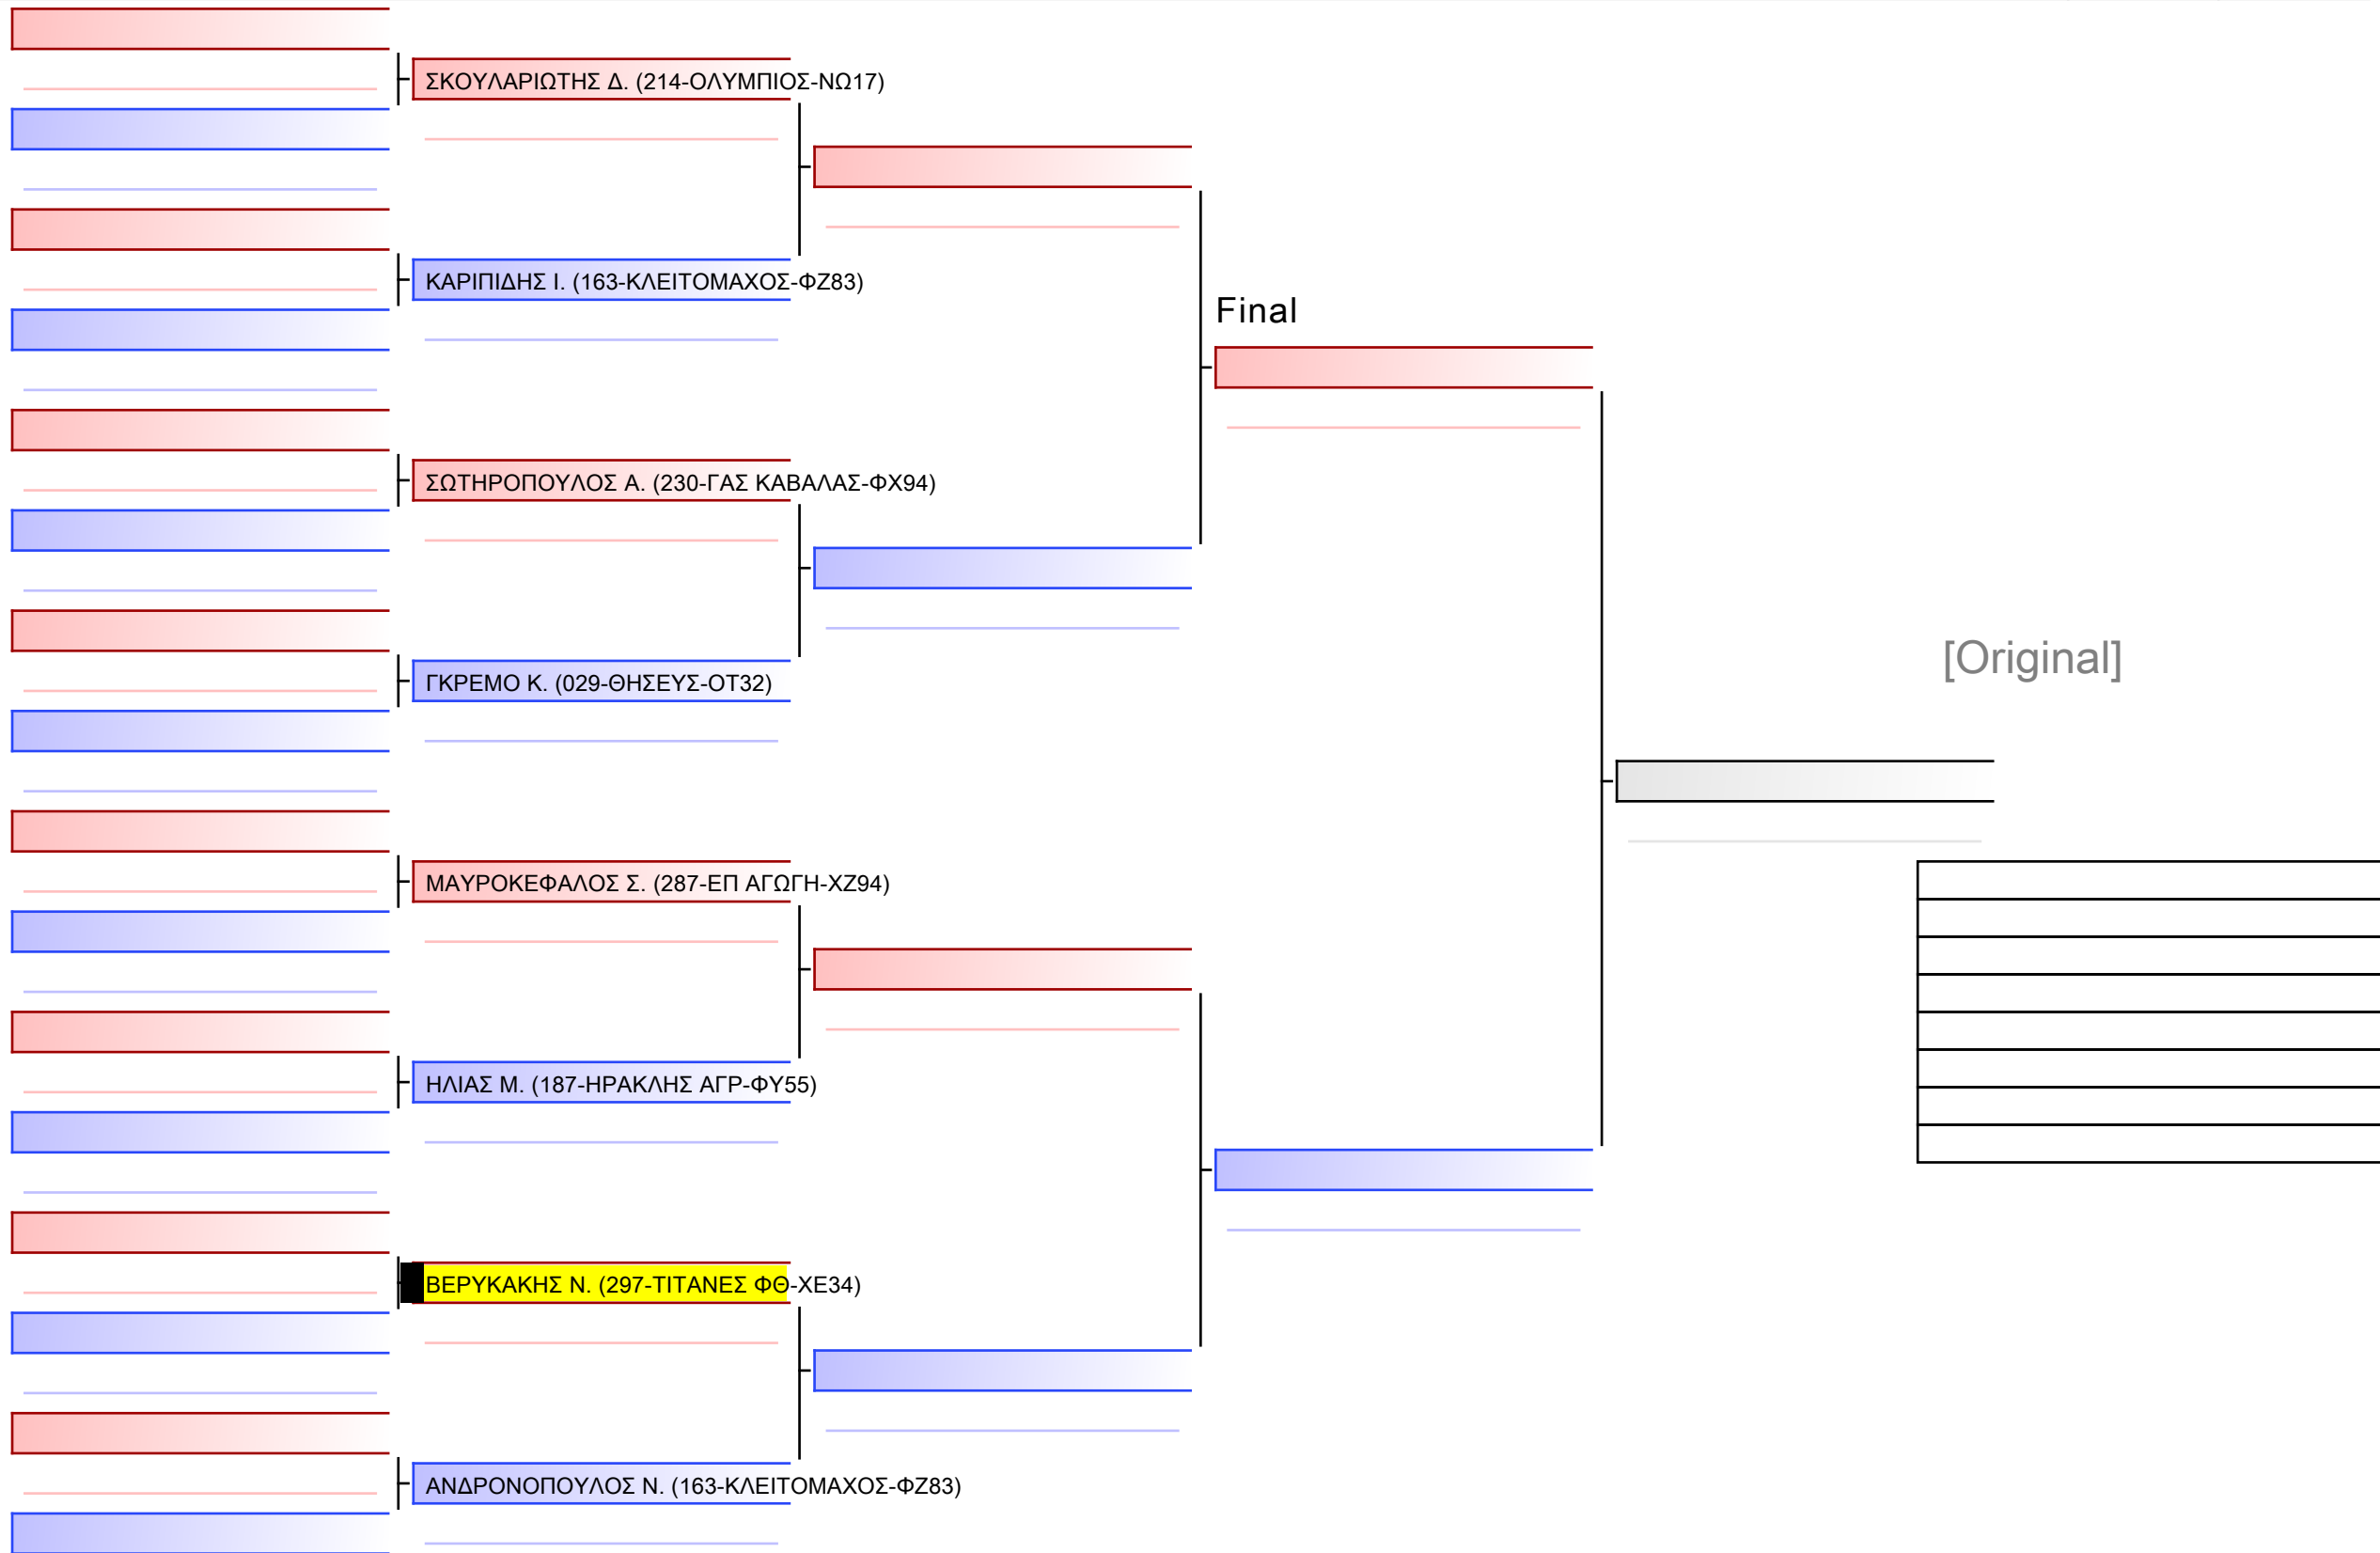 ΣΚΟΥΛΑΡΙΩΤΗΣ Δ. (214-ΟΛΥΜΠΙΟΣ-ΝΩ17)
ΚΑΡΙΠΙΔΗΣ Ι. (163-ΚΛΕΙΤΟΜΑΧΟΣ-ΦΖ83)
Final
ΣΩΤΗΡΟΠΟΥΛΟΣ Α. (230-ΓΑΣ ΚΑΒΑΛΑΣ-ΦΧ94)
[Original]
ΓΚΡΕΜΟ Κ. (029-ΘΗΣΕΥΣ-ΟΤ32)
ΜΑΥΡΟΚΕΦΑΛΟΣ Σ. (287-ΕΠ ΑΓΩΓΗ-ΧΖ94)
ΗΛΙΑΣ Μ. (187-ΗΡΑΚΛΗΣ ΑΓΡ-ΦΥ55)
ΒΕΡΥΚΑΚΗΣ Ν. (297-ΤΙΤΑΝΕΣ ΦΘ-ΧΕ34)
ΑΝΔΡΟΝΟΠΟΥΛΟΣ Ν. (163-ΚΛΕΙΤΟΜΑΧΟΣ-ΦΖ83)